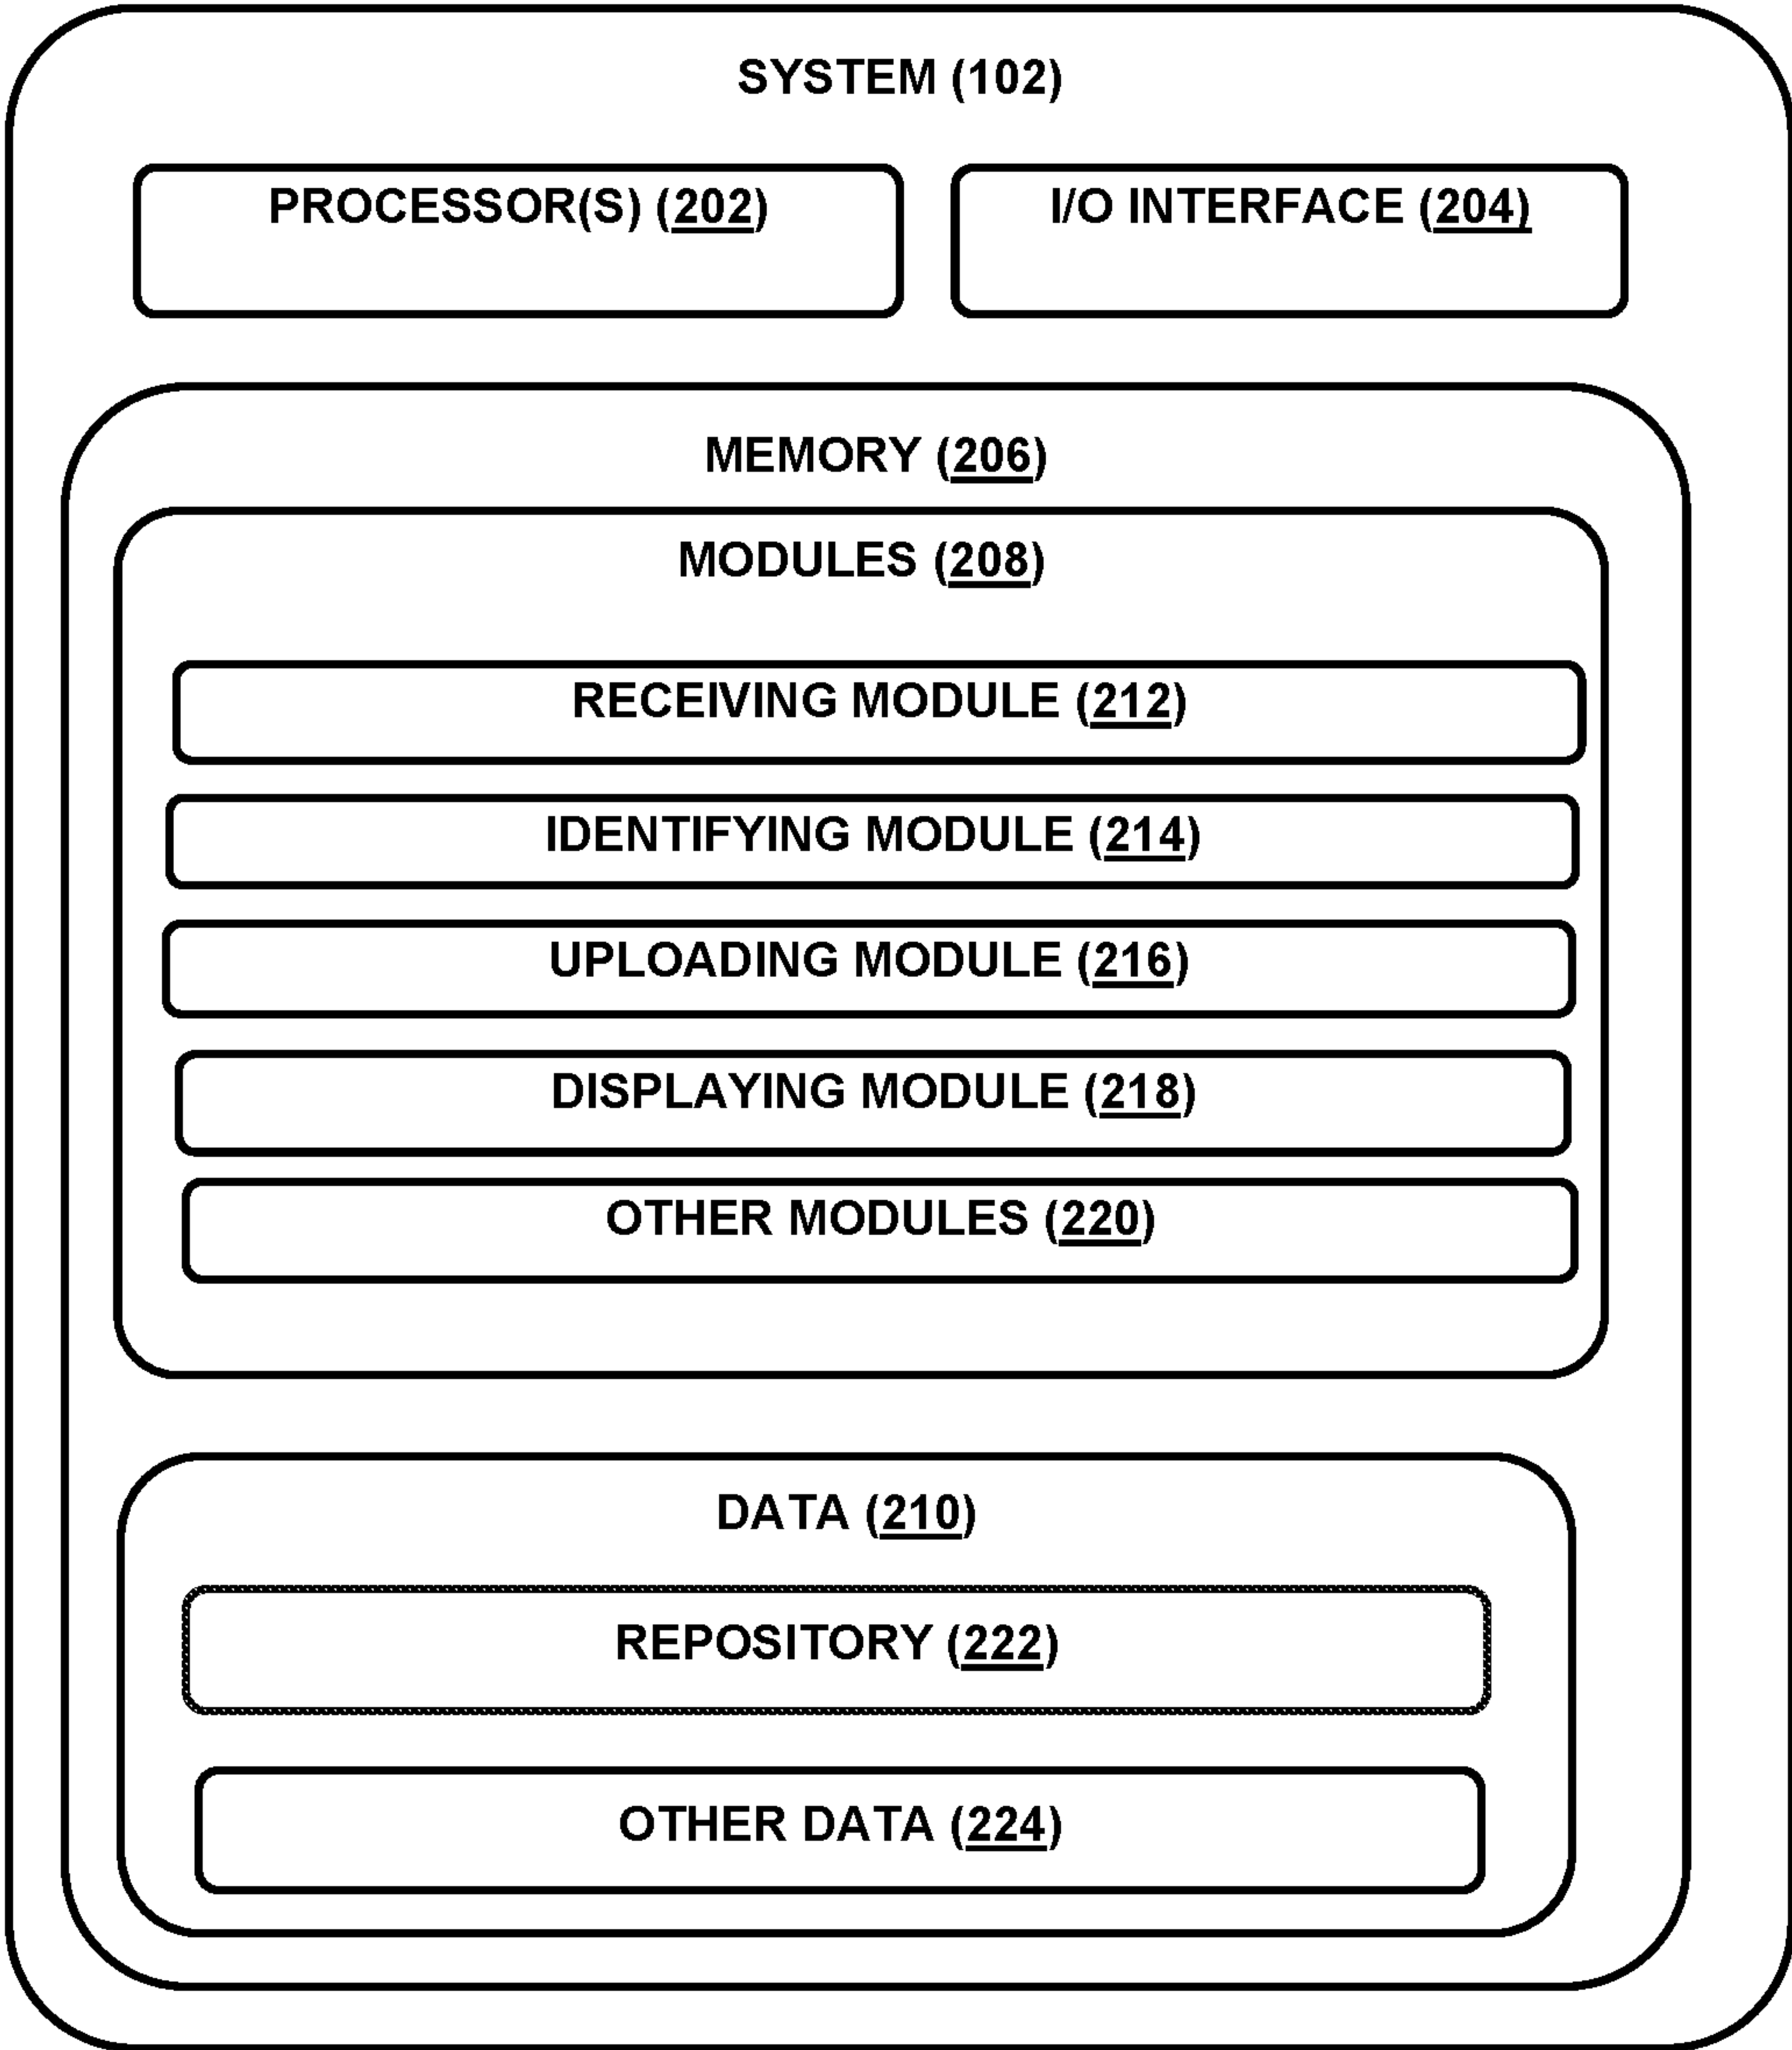 SYSTEM (102)
PROCESSOR(S) (202)
I/O INTERFACE (204)
MEMORY (206)
MODULES (208)
RECEIVING MODULE (212)
IDENTIFYING MODULE (214)
UPLOADING MODULE (216)
DISPLAYING MODULE (218)
OTHER MODULES (220)
DATA (210)
REPOSITORY (222)
OTHER DATA (224)